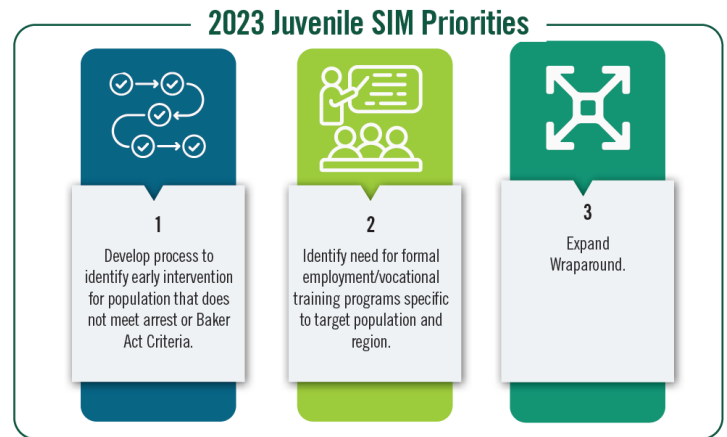 2023 Juvenile SIM Priorities
1
Develop process to
identify early intervention
for population that does
not meet arrest or Baker
Act Criteria.
2
Identify need for formal
employment/vocational
training programs specific
to target population and
region.
3
Expand
Wraparound.